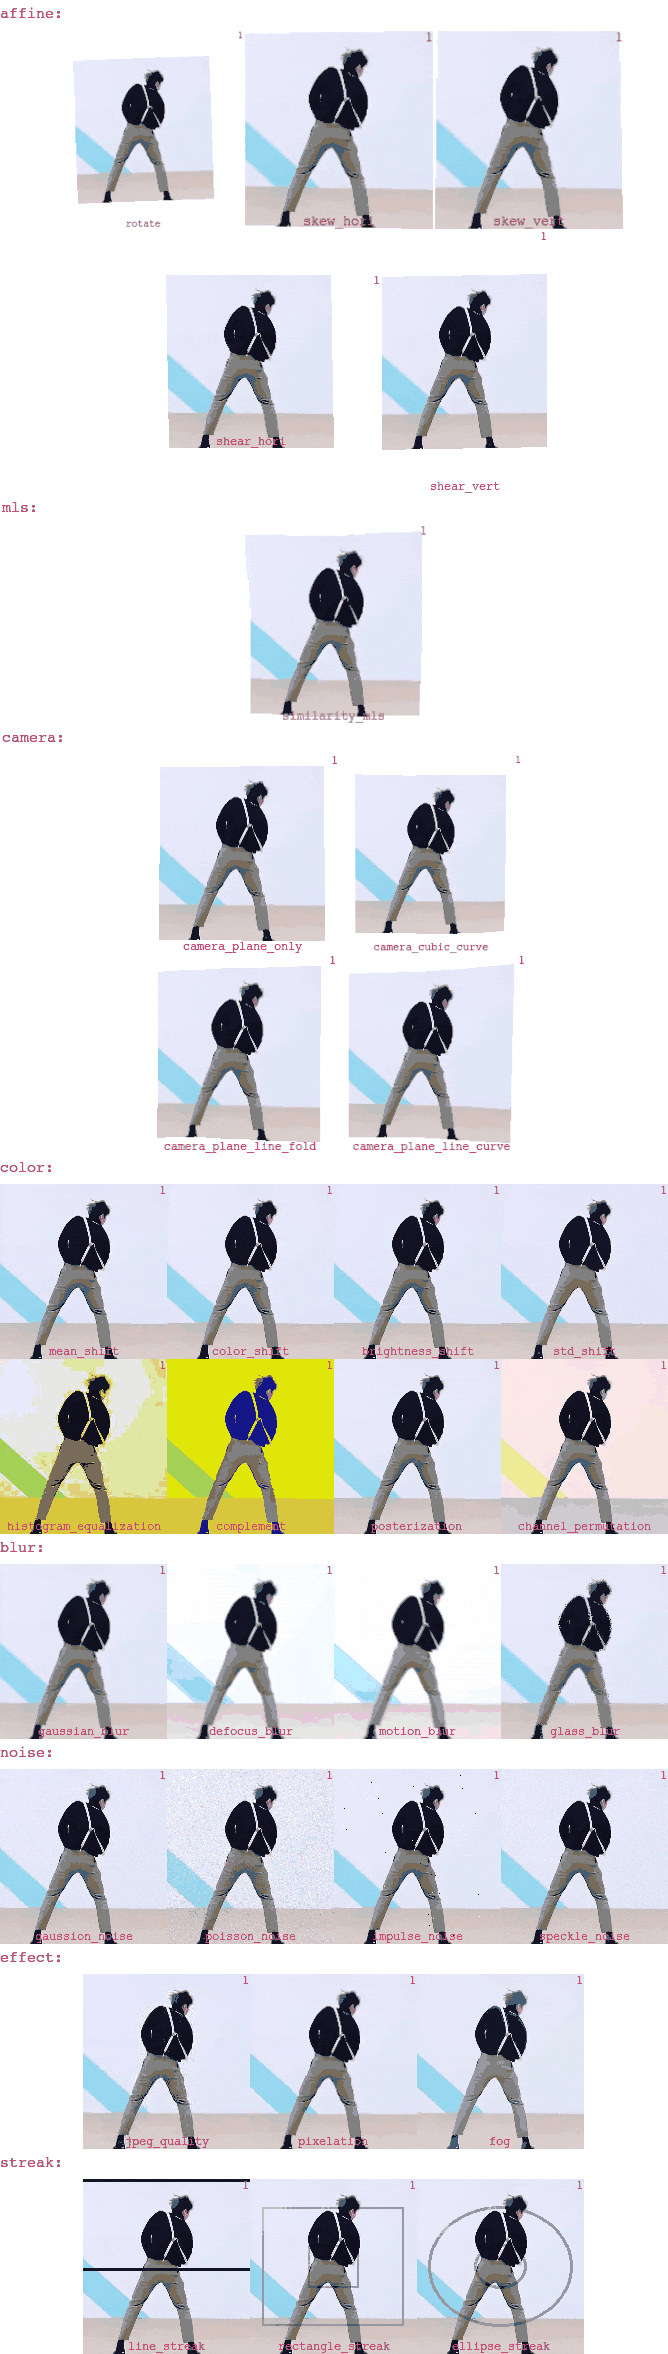 affine:
1 1 1
rotate skew_hori skew_vert
1
1
shear_hori
shear_vert
mls:
1
similarity_mls
camera:
1 1
camera_plane_only camera_cubic_curve
1 1
camera_plane_line_fold camera_plane_line_curve
color:
1 1 1 1
mean_shift color_shift brightness_shift std_shift
1 1 1 1
histogram_equalization complement posterization channel_permutation
blur:
1 1 1 1
gaussian_blur defocus_blur motion_blur glass_blur
noise:
1 1 1 1
gaussion_noise poisson_noise impulse_noise speckle_noise
effect:
1 1 1
jpeg_quality pixelation fog
streak:
1 1 1
line_streak rectangle_streak ellipse_streak